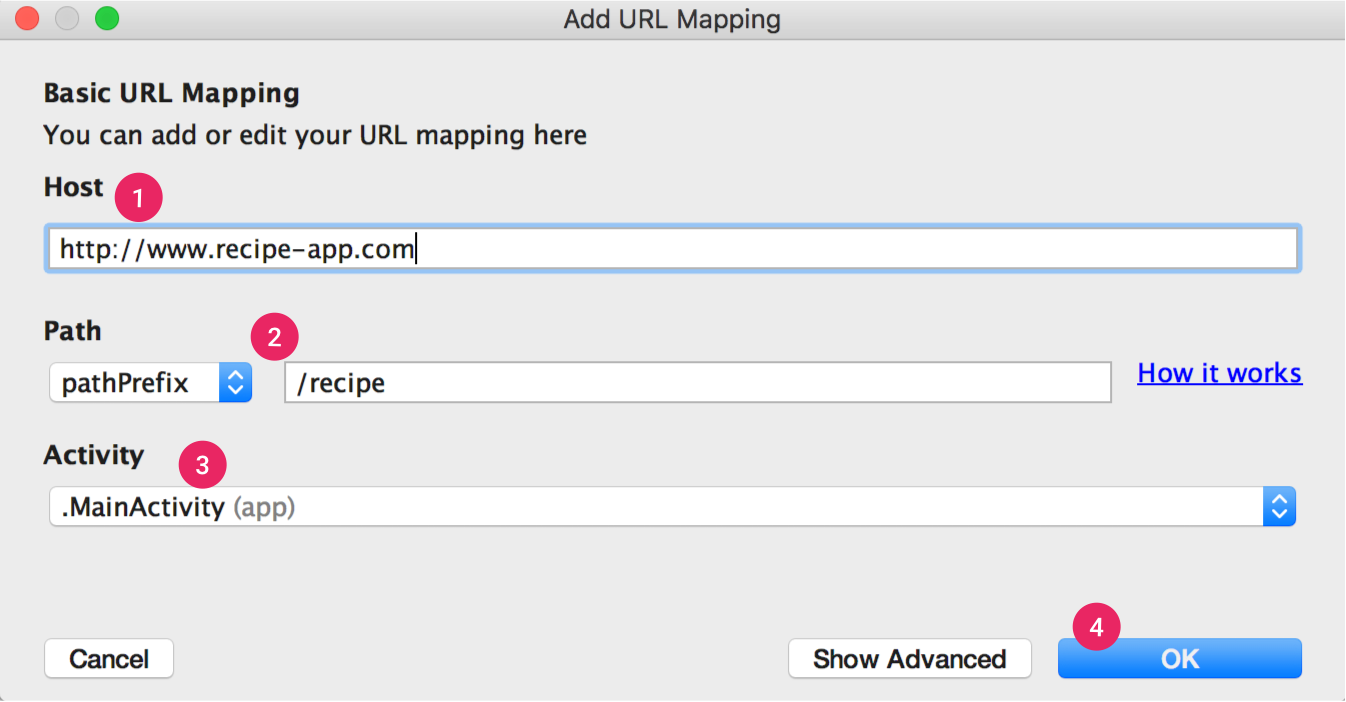 Add URL Mapping
Basic URL Mapping
You can add or edit your URL mapping here
Host 1
http://www.recipe-app.com
Path 2
pathPrefix /recipe How it works
Activity 3
.MainActivity (app)
4
Cancel Show Advanced OK